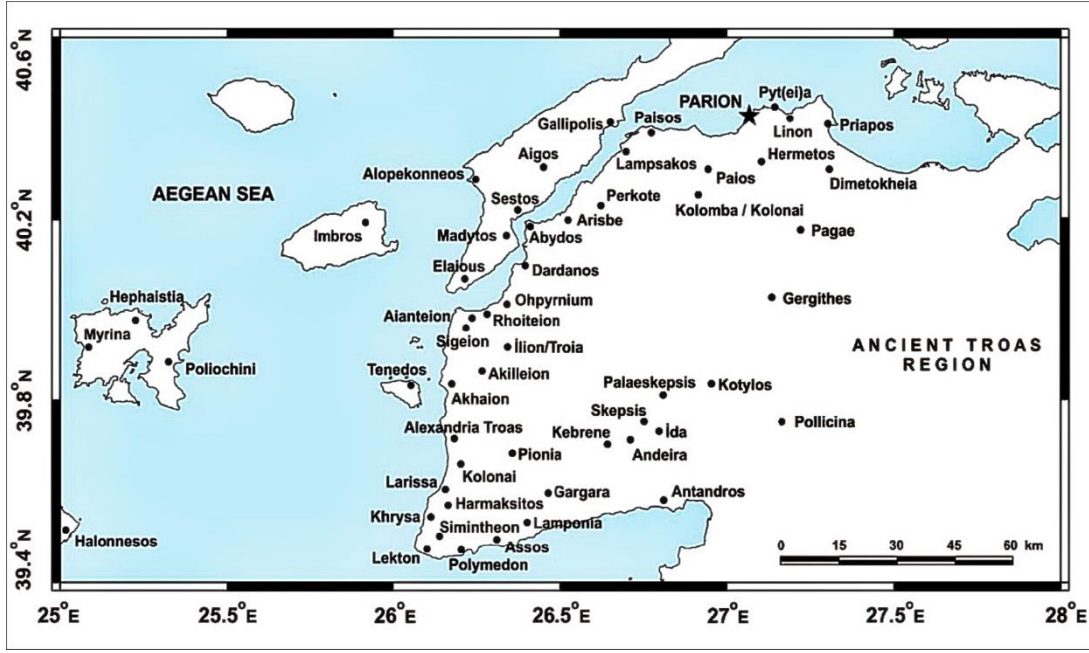 40.6°N
40.2°N
39.8°N
39.4°N
PARION
Pyt(ei)a
Gallipolis
Paisos
Linon
Priapos
Aigos
Lampsakos
Hermetos
Alopekonneos
Paios
Dimetokheia
AEGEAN SEA
Sestos
Perkote
Kolomba / Kolonai
Imbros
Madytos
Arisbe
Abydos
Pagae
Elaious
Dardanos
Hephaistia
Ohpyrnium
Gergithes
Aianteion
Rhoiteion
Myrina
Sigeion
İlion/Troia
ANCIENT TROAS
REGION
Poliochini
Tenedos
Akilleion
Palaeskepsis
Kotylos
Akhaion
Skepsis
Alexandria Troas
Kebrene
İda
Pollicina
Pionia
Andeira
Kolonai
Larissa
Gargara
Antandros
Harmaksitos
Khrysa
Simintheon
Lamponia
Halonnesos
Lekton
Assos
Polymedon
0 15 30 45 60 km
25°E 25.5°E 26°E 26.5°E 27°E 27.5°E 28°E